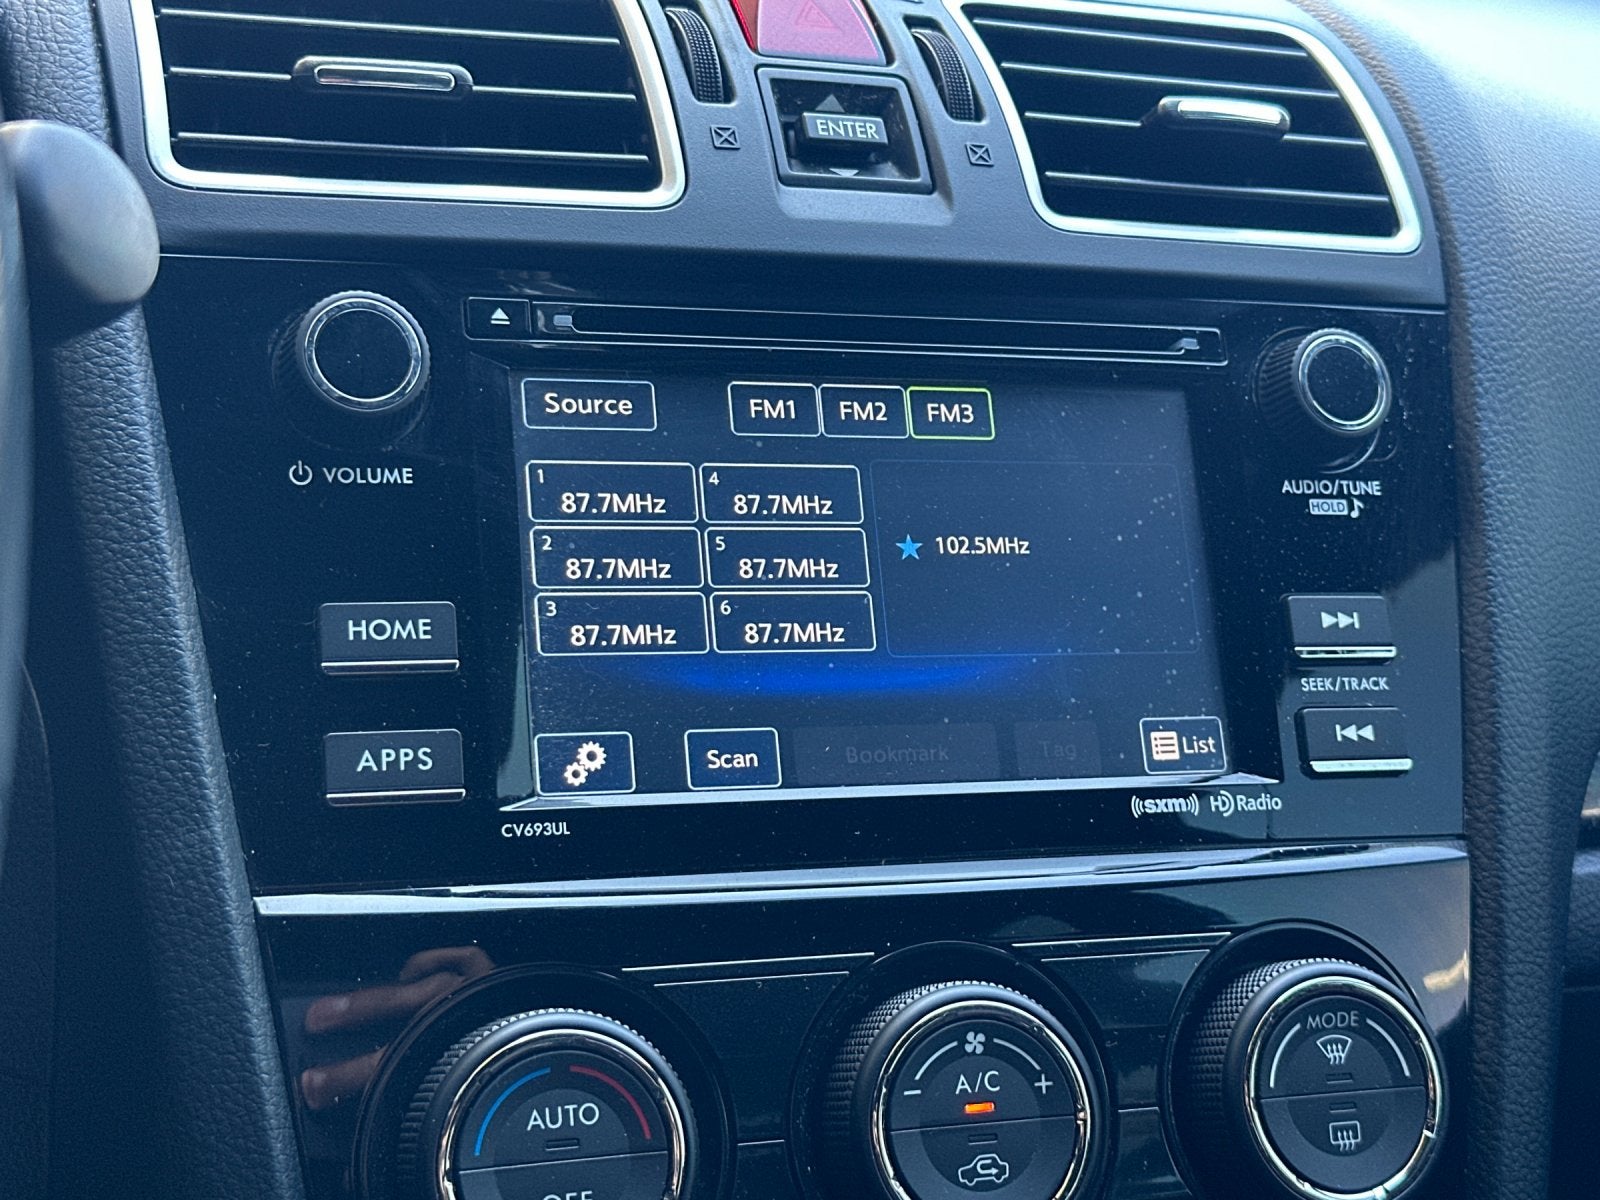 ENTER
VOLUME
AUDIO/TUNE
HOLD
Source
FM1 FM2 FM3
1 87.7MHz
4 87.7MHz
2 87.7MHz
5 87.7MHz
3 87.7MHz
6 87.7MHz
102.5MHz
HOME
APPS
SEEK/TRACK
Scan
Bookmark
Tag
List
CV693UL
((sxm)) HD Radio
AUTO
OFF
A/C
- +
MODE